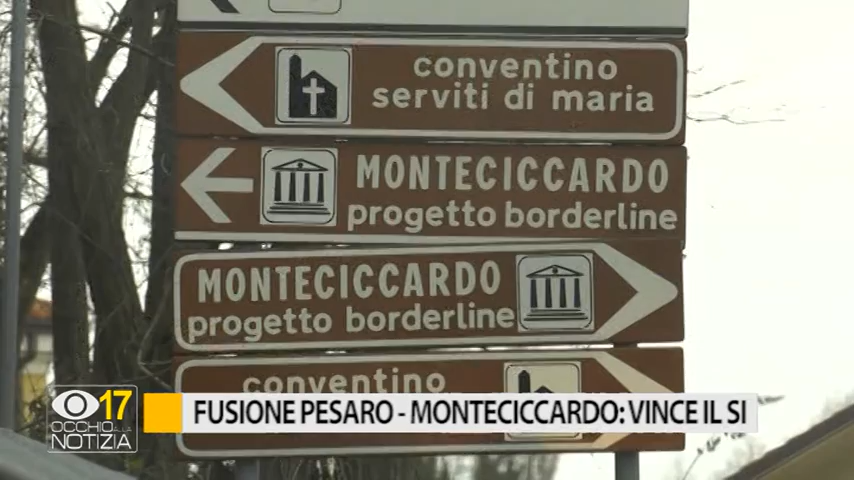 conventino
serviti di maria
MONTECICCARDO
progetto borderline
MONTECICCARDO
progetto borderline
conventino
17
OCCHIO ALLA
NOTIZIA
FUSIONE PESARO - MONTECICCARDO: VINCE IL SI